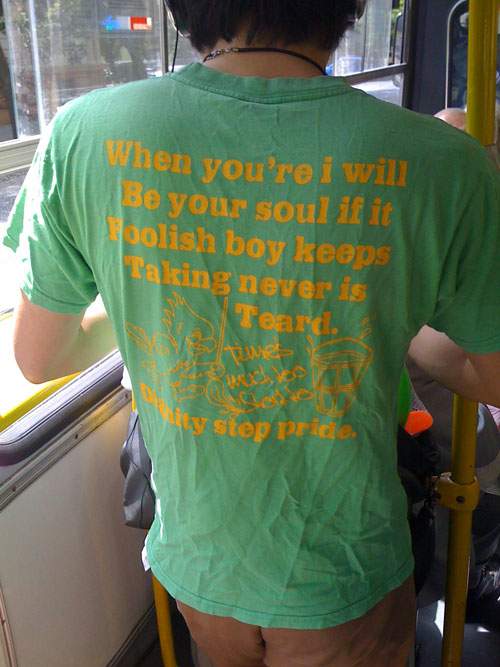 When you're i will
Be your soul if it
Foolish boy keeps
Taking never is
Teard.
step pride.